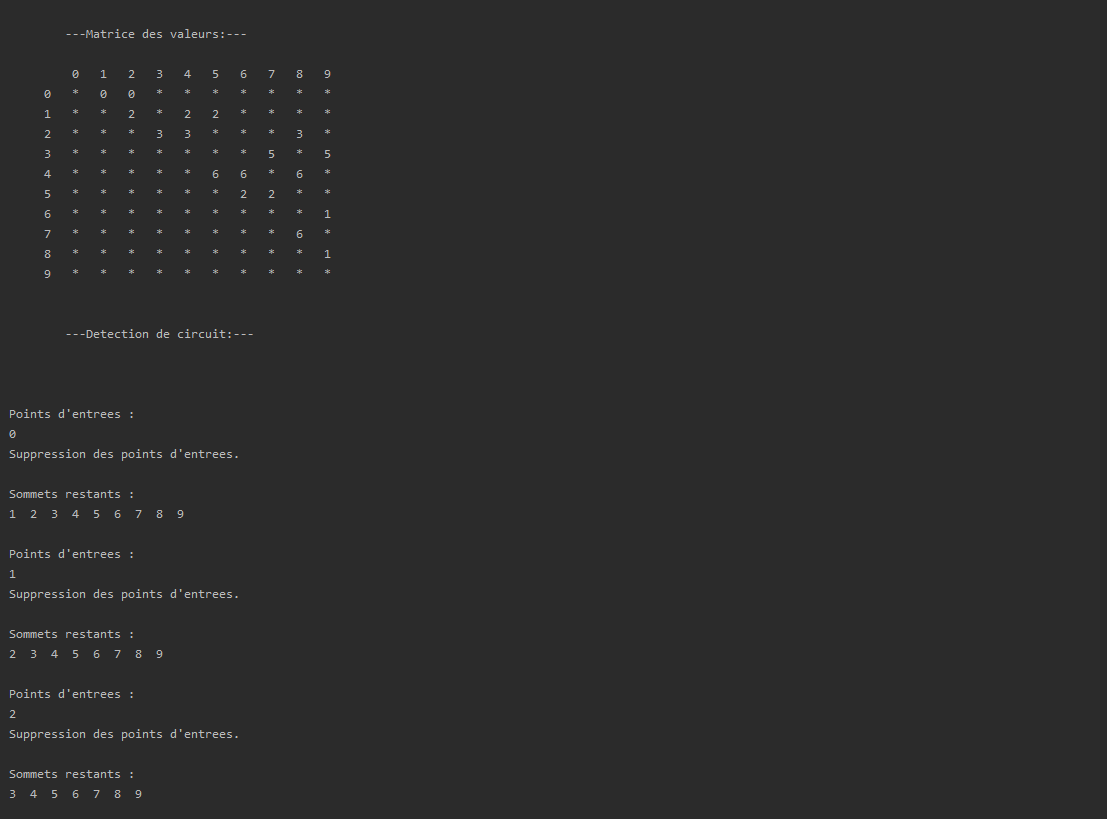 ---Matrice des valeurs:---
0 1 2 3 4 5 6 7 8 9
0 * 0 0 * * * * * * *
1 * * 2 * 2 2 * * * *
2 * * * 3 3 * * * 3 *
3 * * * * * * * 5 * 5
4 * * * * * 6 6 * 6 *
5 * * * * * * 2 2 * *
6 * * * * * * * * * 1
7 * * * * * * * * 6 *
8 * * * * * * * * * 1
9 * * * * * * * * * *
---Detection de circuit:---
Points d'entrees :
0
Suppression des points d'entrees.
Sommets restants :
1 2 3 4 5 6 7 8 9
Points d'entrees :
1
Suppression des points d'entrees.
Sommets restants :
2 3 4 5 6 7 8 9
Points d'entrees :
2
Suppression des points d'entrees.
Sommets restants :
3 4 5 6 7 8 9